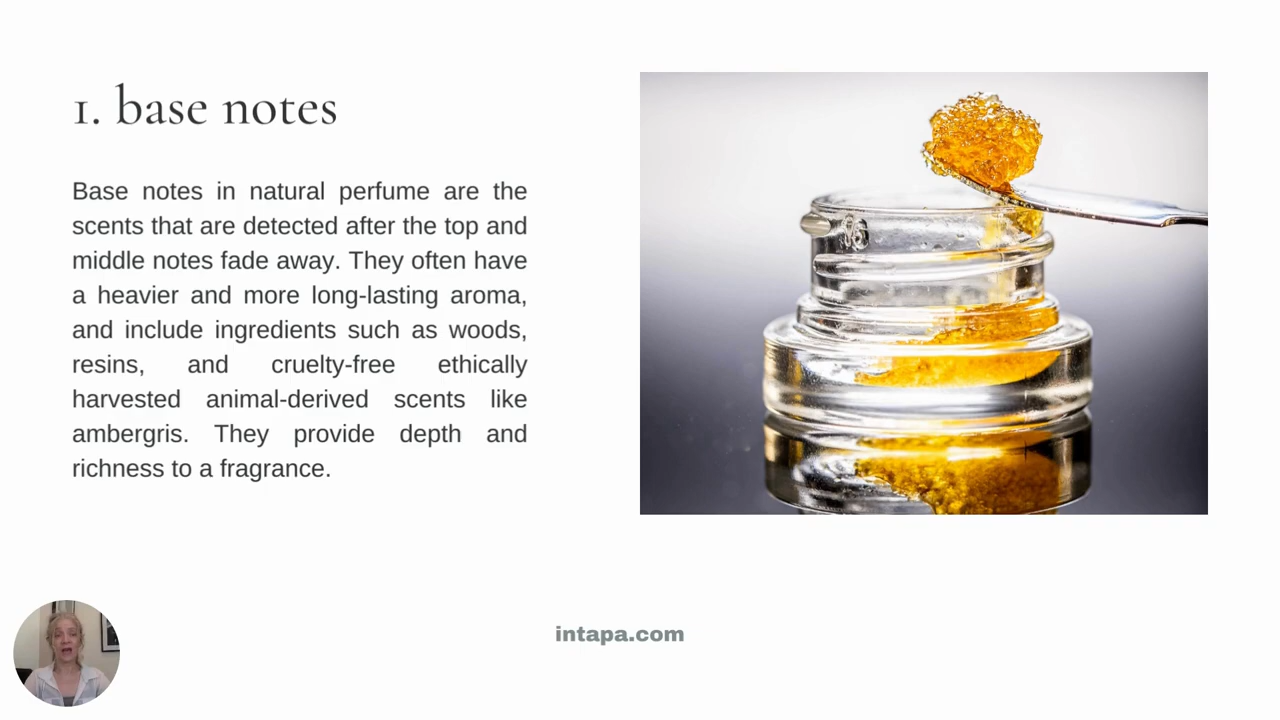 1. base notes
Base notes in natural perfume are the
scents that are detected after the top and
middle notes fade away. They often have
a heavier and more long-lasting aroma,
and include ingredients such as woods,
resins, and cruelty-free ethically
harvested animal-derived scents like
ambergris. They provide depth and
richness to a fragrance.
intapa.com